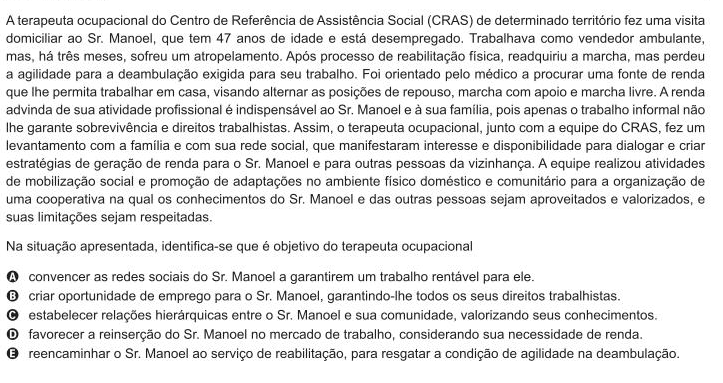 A terapeuta ocupacional do Centro de Referência de Assistência Social (CRAS) de determinado território fez uma visita
domiciliar ao Sr. Manoel, que tem 47 anos de idade e está desempregado. Trabalhava como vendedor ambulante,
mas, há três meses, sofreu um atropelamento. Após processo de reabilitação física, readquiriu a marcha, mas perdeu
a agilidade para a deambulação exigida para seu trabalho. Foi orientado pelo médico a procurar uma fonte de renda
que lhe permita trabalhar em casa, visando alternar as posições de repouso, marcha com apoio e marcha livre. A renda
advinda de sua atividade profissional é indispensável ao Sr. Manoel e à sua família, pois apenas o trabalho informal não
lhe garante sobrevivência e direitos trabalhistas. Assim, o terapeuta ocupacional, junto com a equipe do CRAS, fez um
levantamento com a família e com sua rede social, que manifestaram interesse e disponibilidade para dialogar e criar
estratégias de geração de renda para o Sr. Manoel e para outras pessoas da vizinhança. A equipe realizou atividades
de mobilização social e promoção de adaptações no ambiente físico doméstico e comunitário para a organização de
uma cooperativa na qual os conhecimentos do Sr. Manoel e das outras pessoas sejam aproveitados e valorizados, e
suas limitações sejam respeitadas.
Na situação apresentada, identifica-se que é objetivo do terapeuta ocupacional
A convencer as redes sociais do Sr. Manoel a garantirem um trabalho rentável para ele.
B criar oportunidade de emprego para o Sr. Manoel, garantindo-lhe todos os seus direitos trabalhistas.
C estabelecer relações hierárquicas entre o Sr. Manoel e sua comunidade, valorizando seus conhecimentos.
D favorecer a reinserção do Sr. Manoel no mercado de trabalho, considerando sua necessidade de renda.
E reencaminhar o Sr. Manoel ao serviço de reabilitação, para resgatar a condição de agilidade na deambulação.